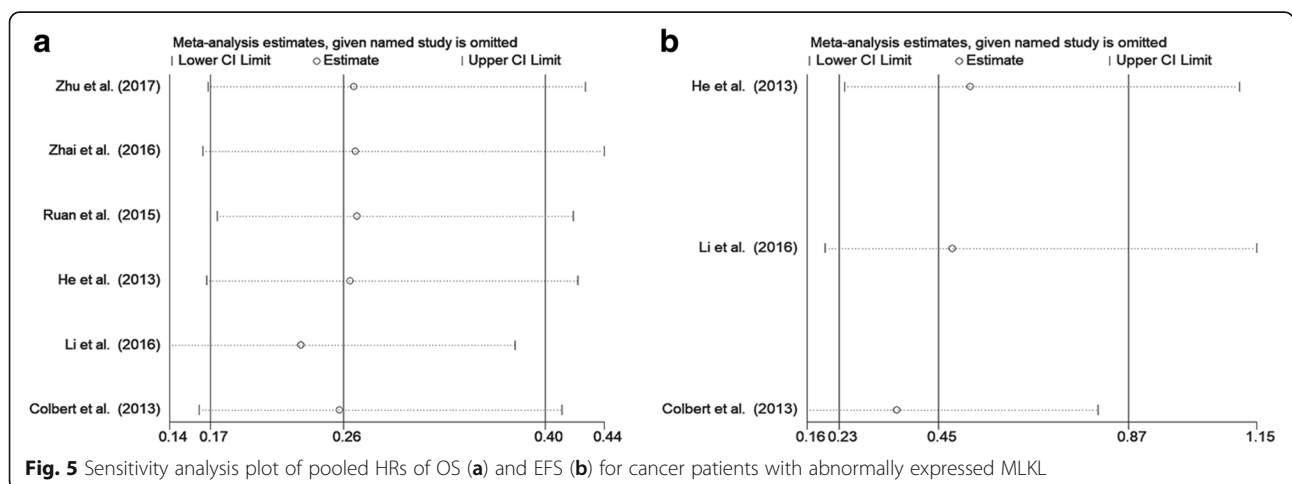 a
Meta-analysis estimates, given named study is omitted
| Lower CI Limit ○ Estimate | Upper CI Limit
Zhu et al. (2017)
Zhai et al. (2016)
Ruan et al. (2015)
He et al. (2013)
Li et al. (2016)
Colbert et al. (2013)
0.14 0.17 0.26 0.40 0.44
b
Meta-analysis estimates, given named study is omitted
| Lower CI Limit ○ Estimate | Upper CI Limit
He et al. (2013)
Li et al. (2016)
Colbert et al. (2013)
0.16 0.23 0.45 0.87 1.15
Fig. 5 Sensitivity analysis plot of pooled HRs of OS (a) and EFS (b) for cancer patients with abnormally expressed MLKL